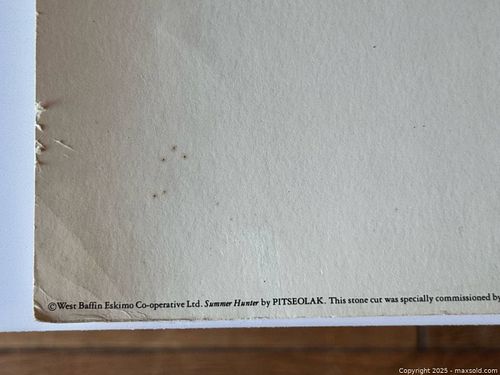 ©West Baffin Eskimo Co-operative Ltd. Summer Hunter by PITSEOLAK. This stone cut was specially commissioned by
Copyright 2025 - maxsold.com